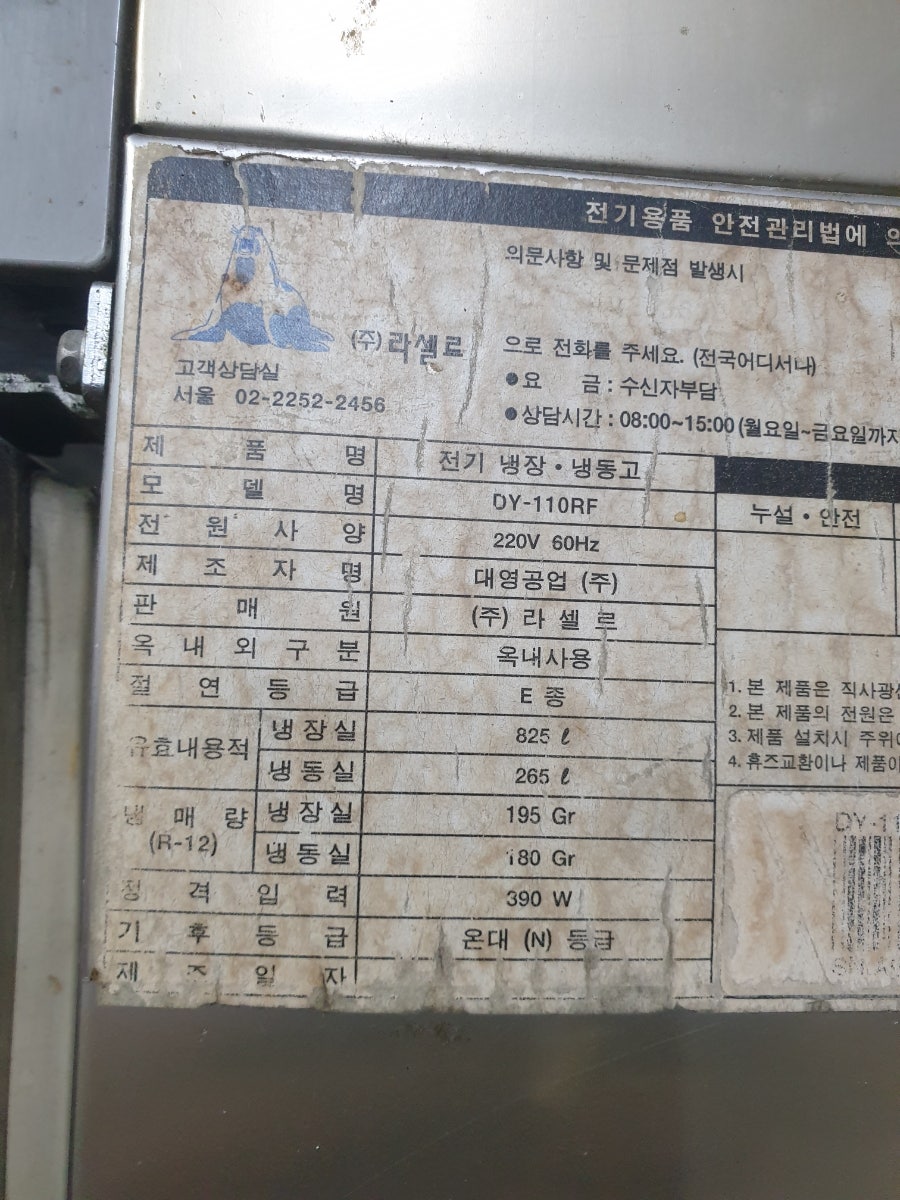 전기용품 안전관리법에
의문사항 및 문제점 발생시
(주)라셀르
으로 전화를 주세요. (전국어디서나)
고객상담실
●요 금 : 수신자부담
서울 02-2252-2456
●상담시간 : 08:00~15:00 (월요일~금요일까지
제 품 명 전기 냉장·냉동고
모 델 명 DY-110RF
누설·안전
전 원 사 양 220V 60Hz
제 조 자 명 대영공업 (주)
판 매 원 (주) 라 셀 르
옥 내 외 구 분 옥내사용
절 연 등 급 E 종
1. 본 제품은 직사광선
2. 본 제품의 전원은
3. 제품 설치시 주위
4. 휴즈교환이나 제품이
유효내용적 냉장실 825 ℓ
냉동실 265 ℓ
냉 매 량 (R-12) 냉장실 195 Gr
냉동실 180 Gr
DY-11
정 격 입 력 390 W
기 후 등 급 온대 (N) 등급
제 조 일 자